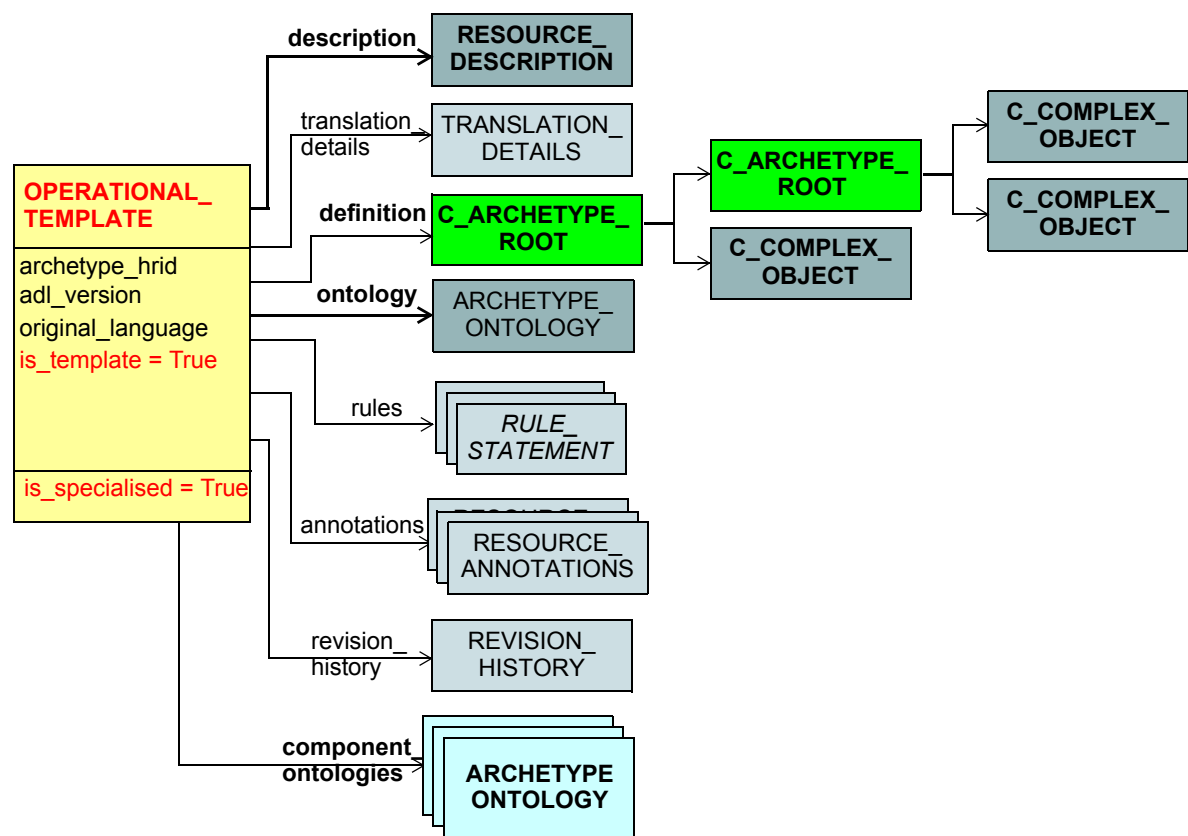 description
RESOURCE_
DESCRIPTION
translation_
details
TRANSLATION_
DETAILS
C_COMPLEX_
OBJECT
C_ARCHETYPE_
ROOT
C_COMPLEX_
OBJECT
OPERATIONAL_
TEMPLATE
definition
C_ARCHETYPE_
ROOT
C_COMPLEX_
OBJECT
archetype_hrid
adl_version
original_language
is_template = True
ontology
ARCHETYPE_
ONTOLOGY
rules
RULE_
STATEMENT
is_specialised = True
annotations
RESOURCE_
RESOURCE_
ANNOTATIONS
revision_
history
REVISION_
HISTORY
component_
ontologies
ARCHETYPE
ONTOLOGY